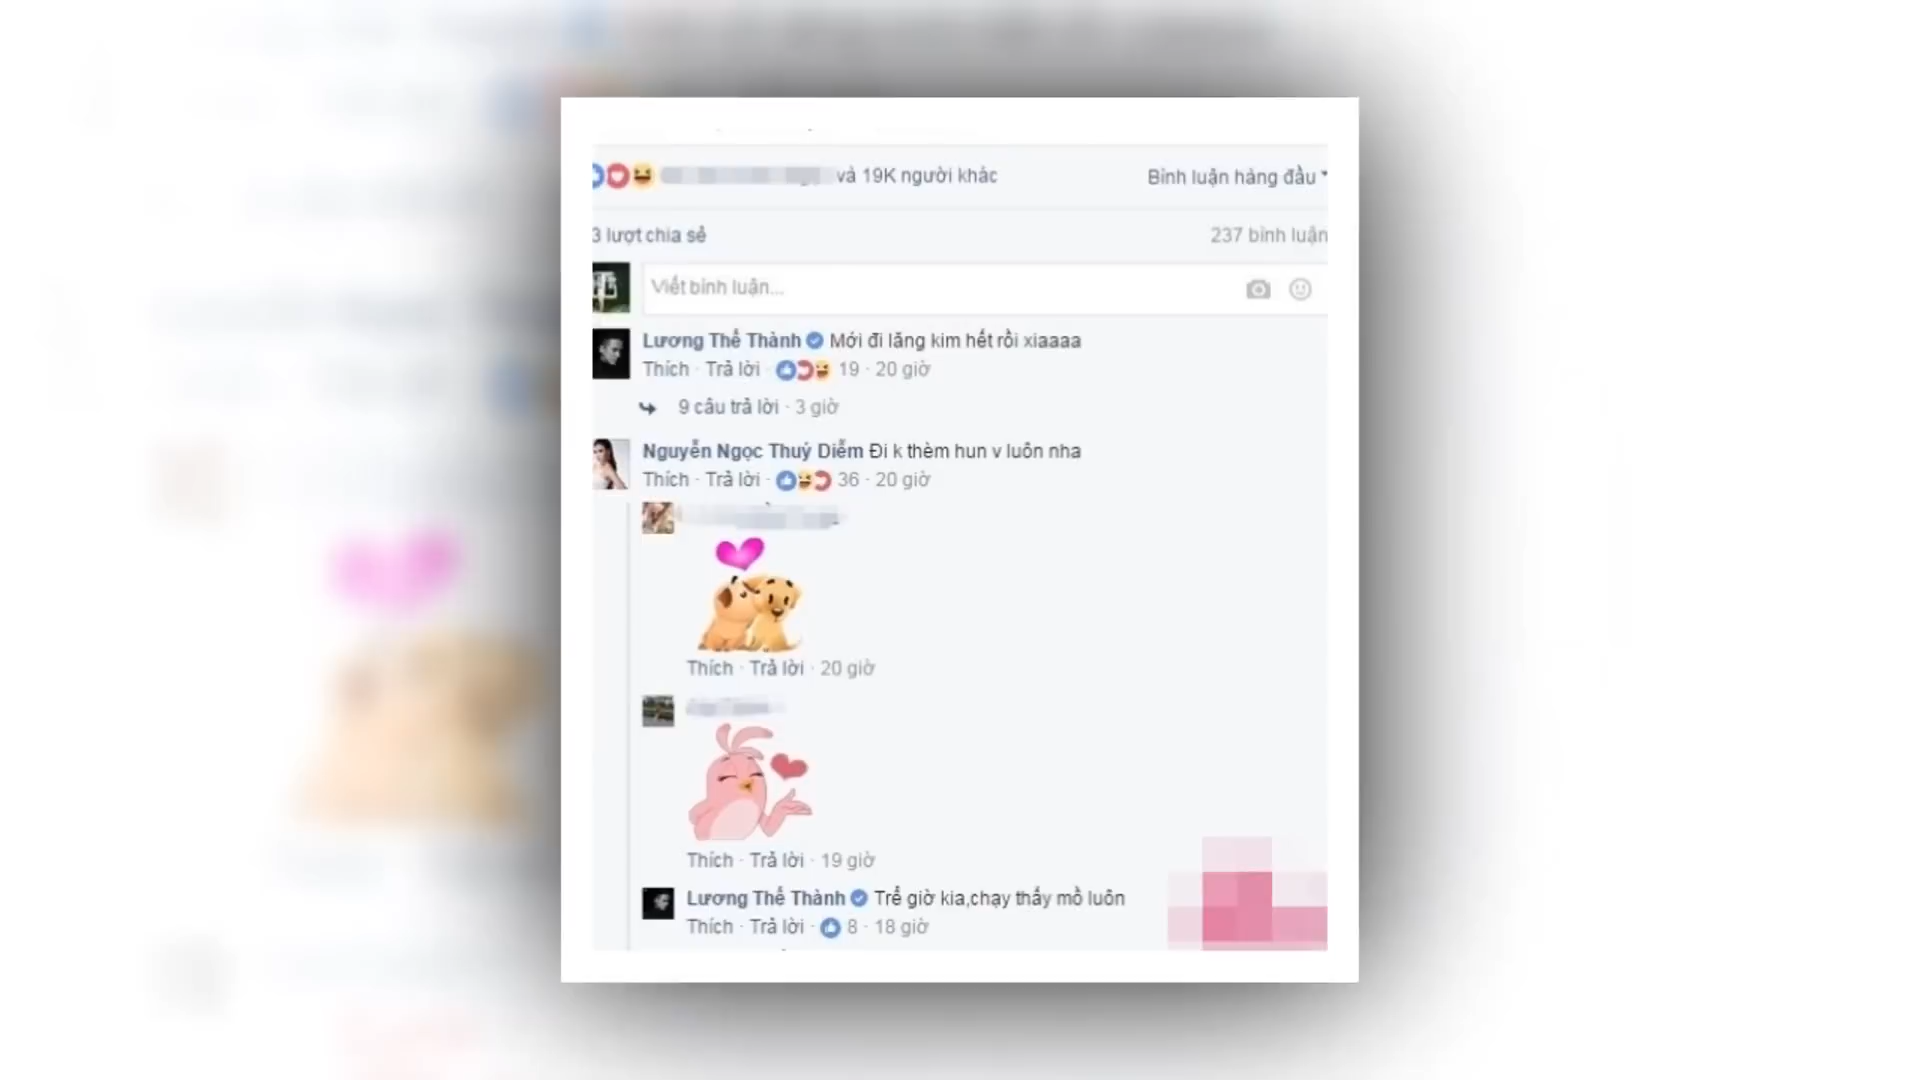 và 19K người khác
Bình luận hàng đầu
3 lượt chia sẻ
237 bình luận
Viết bình luận...
Lương Thế Thành Mới đi lăng kim hết rồi xiaaaa
Thích · Trả lời · 19 · 20 giờ
9 câu trả lời · 3 giờ
Nguyễn Ngọc Thuý Diễm Đi k thèm hun v luôn nha
Thích · Trả lời · 36 · 20 giờ
Thích · Trả lời · 20 giờ
Thích · Trả lời · 19 giờ
Lương Thế Thành Trể giờ kia,chạy thấy mồ luôn
Thích · Trả lời · 8 · 18 giờ